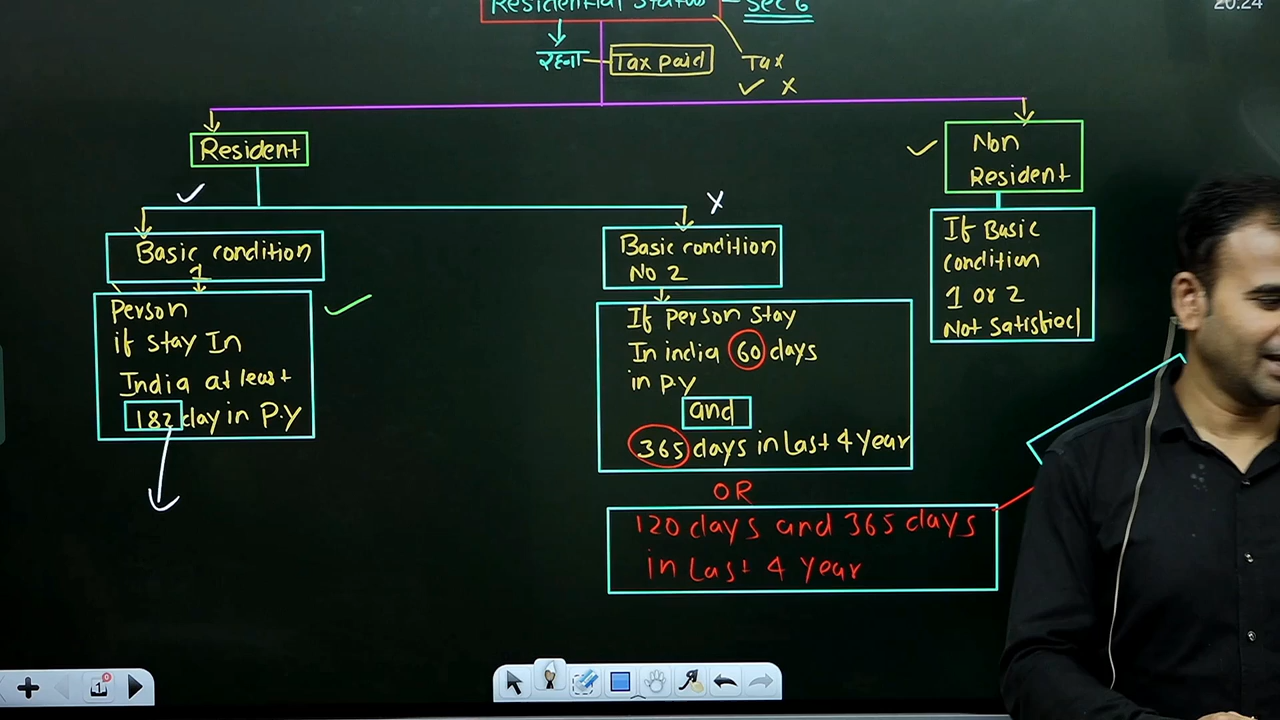 Residential Status - Sec 6
रहना Tax paid Tax
✓ X
Resident
Non
Resident
Basic condition
1
Person
if stay In
India at least
182 day in P.Y
Basic condition
No 2
If person stay
In india 60 days
in P.Y
and
365 days in last 4 year
OR
120 days and 365 days
in last 4 year
If Basic
condition
1 or 2
Not satisfied
20:24
1
0